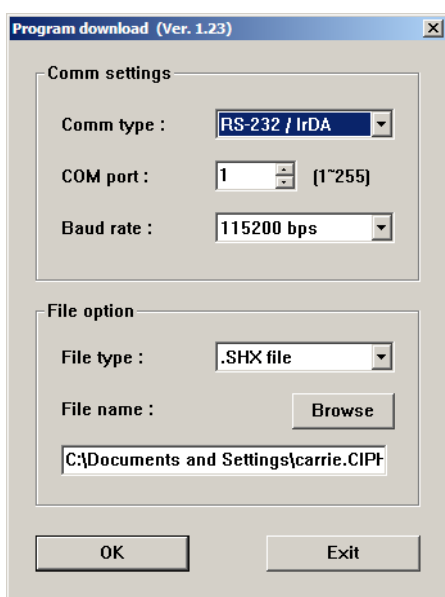 Program download (Ver. 1.23)
Comm settings
Comm type : RS-232 / IrDA
COM port : 1 (1~255)
Baud rate : 115200 bps
File option
File type : .SHX file
File name : Browse
C:\Documents and Settings\carrie.CIPH
OK Exit